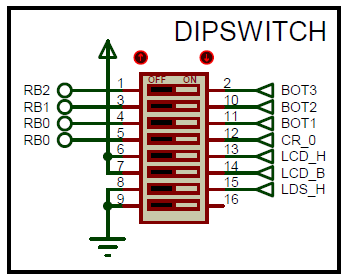 DIPSWITCH
OFF ON
RB2 1 2 BOT3
RB1 3 10 BOT2
RB0 4 11 BOT1
RB0 5 12 CR_0
6 13 LCD_H
7 14 LCD_B
8 15 LDS_H
9 16